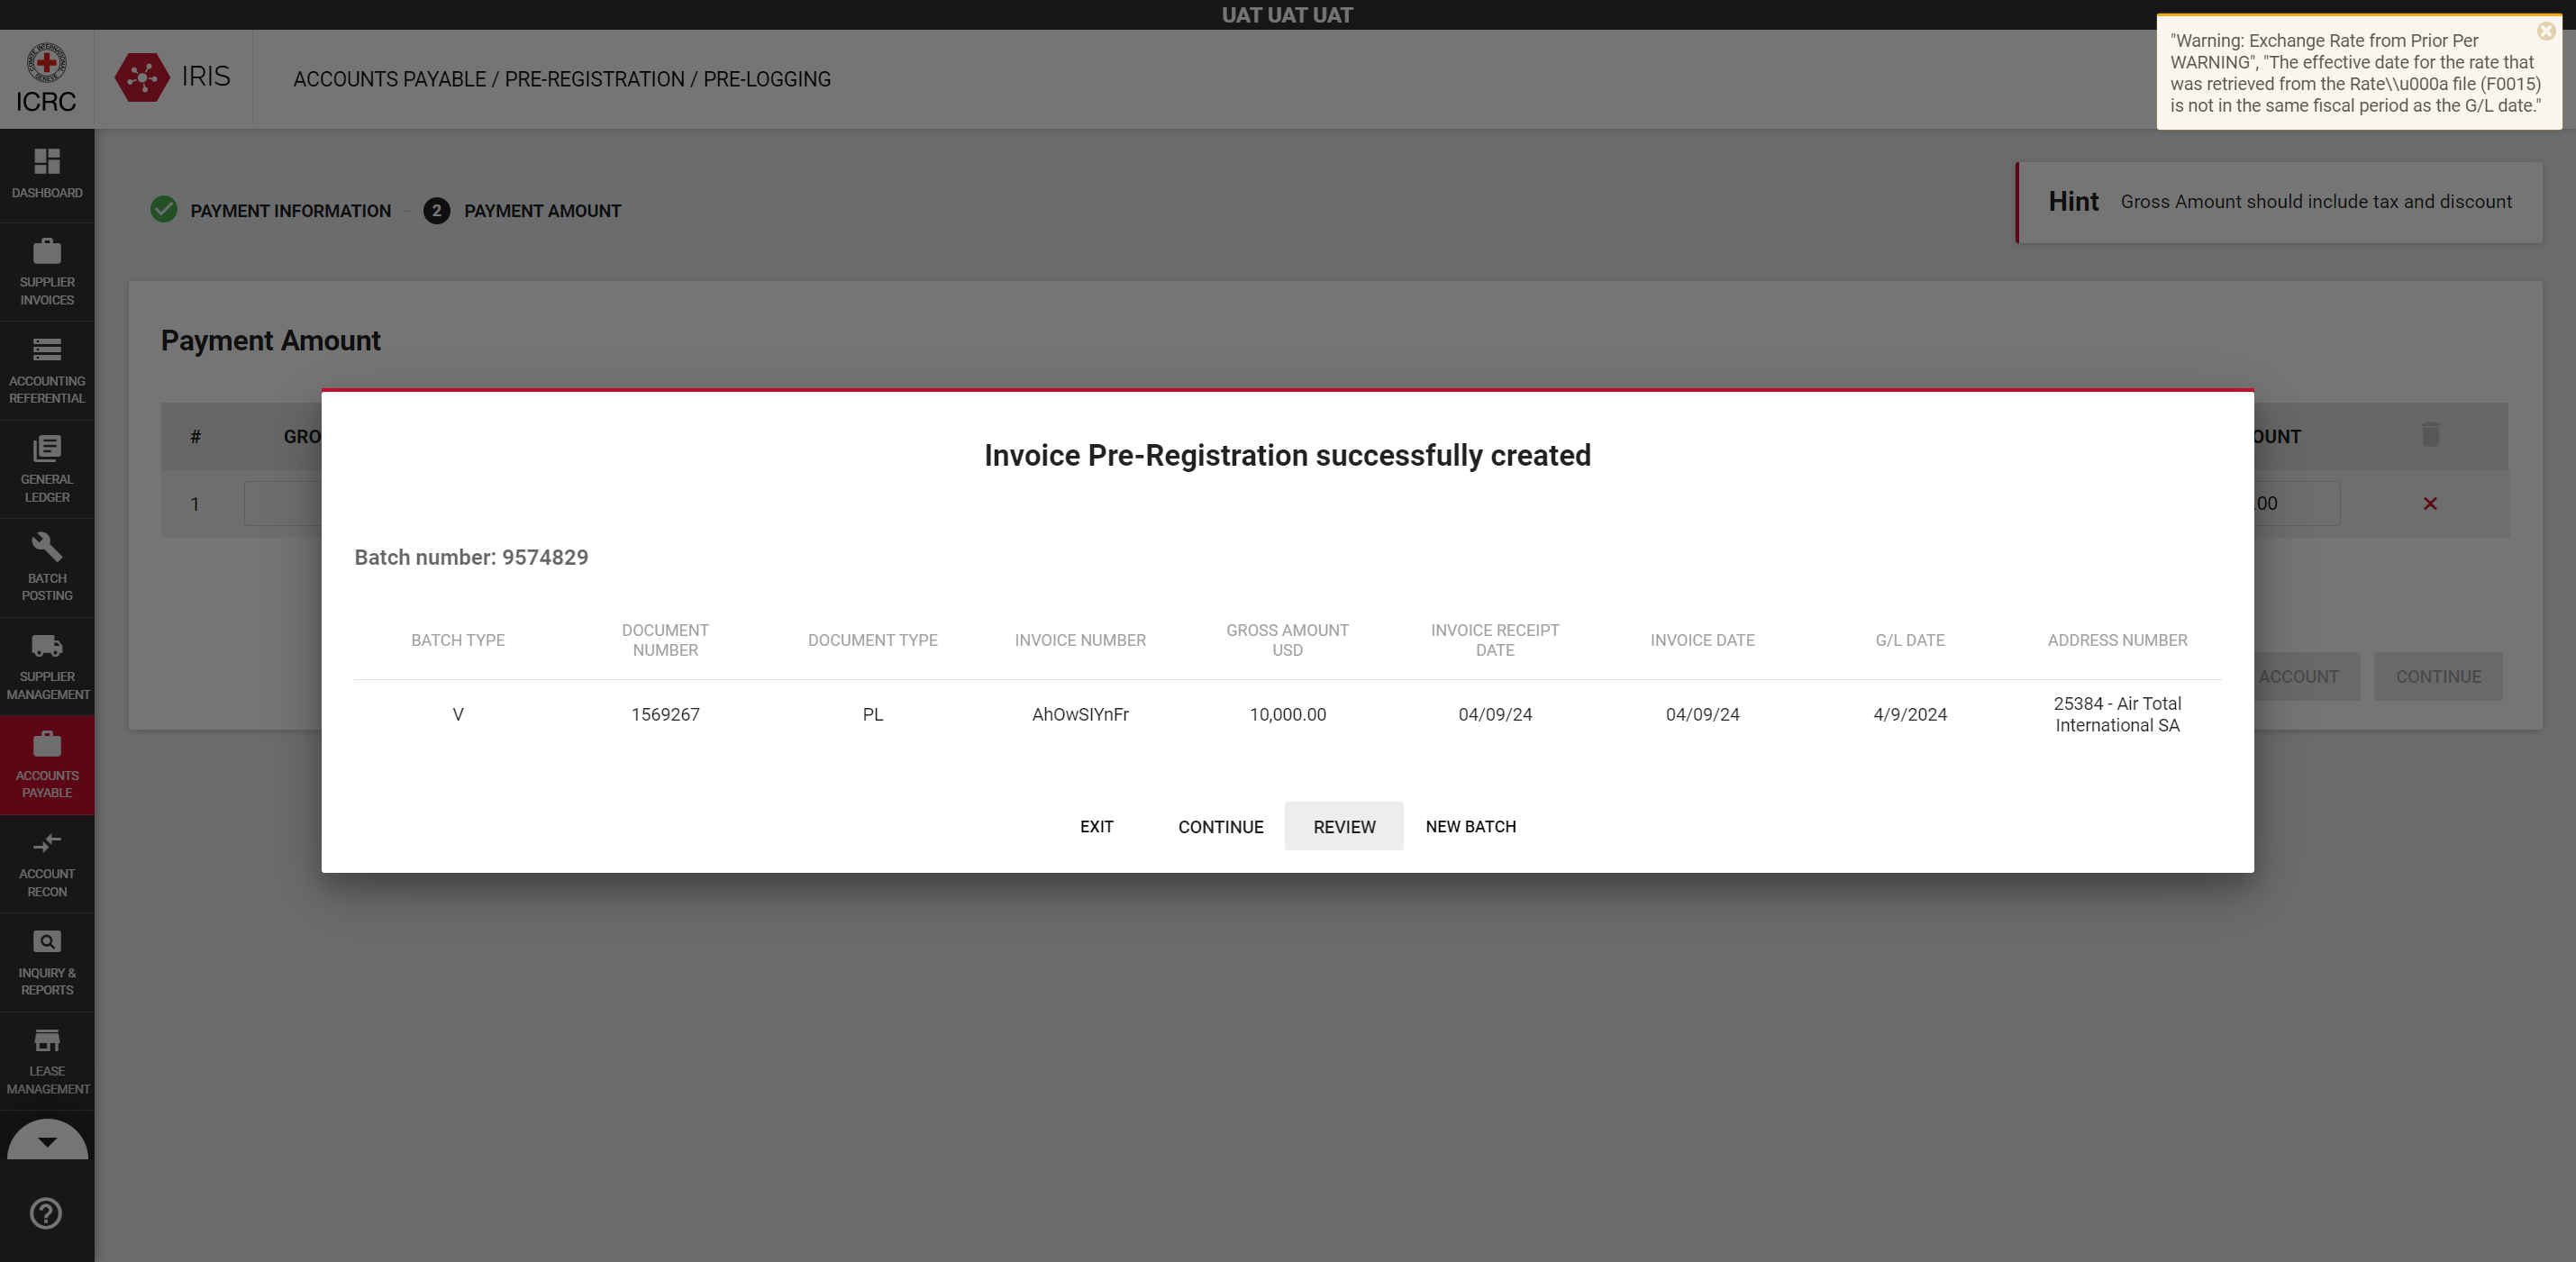 UAT UAT UAT
ICRC
IRIS
ACCOUNTS PAYABLE / PRE-REGISTRATION / PRE-LOGGING
"Warning: Exchange Rate from Prior Per
WARNING", "The effective date for the rate that
was retrieved from the Rate\\u000a file (F0015)
is not in the same fiscal period as the G/L date."
DASHBOARD
SUPPLIER
INVOICES
ACCOUNTING
REFERENTIAL
GENERAL
LEDGER
BATCH
POSTING
SUPPLIER
MANAGEMENT
ACCOUNTS
PAYABLE
ACCOUNT
RECON
INQUIRY &
REPORTS
LEASE
MANAGEMENT
PAYMENT INFORMATION
2 PAYMENT AMOUNT
Hint Gross Amount should include tax and discount
Payment Amount
# GRO OUNT
1 .00
ACCOUNT CONTINUE
Invoice Pre-Registration successfully created
Batch number: 9574829
BATCH TYPE DOCUMENT NUMBER DOCUMENT TYPE INVOICE NUMBER GROSS AMOUNT USD INVOICE RECEIPT DATE INVOICE DATE G/L DATE ADDRESS NUMBER
V 1569267 PL AhOwSIYnFr 10,000.00 04/09/24 04/09/24 4/9/2024 25384 - Air Total International SA
EXIT CONTINUE REVIEW NEW BATCH